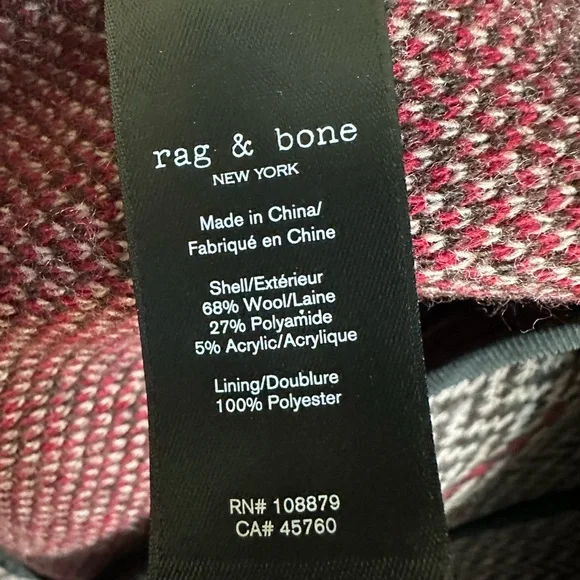 rag & bone
NEW YORK
Made in China/
Fabriqué en Chine
Shell/Extérieur
68% Wool/Laine
27% Polyamide
5% Acrylic/Acrylique
Lining/Doublure
100% Polyester
RN# 108879
CA# 45760